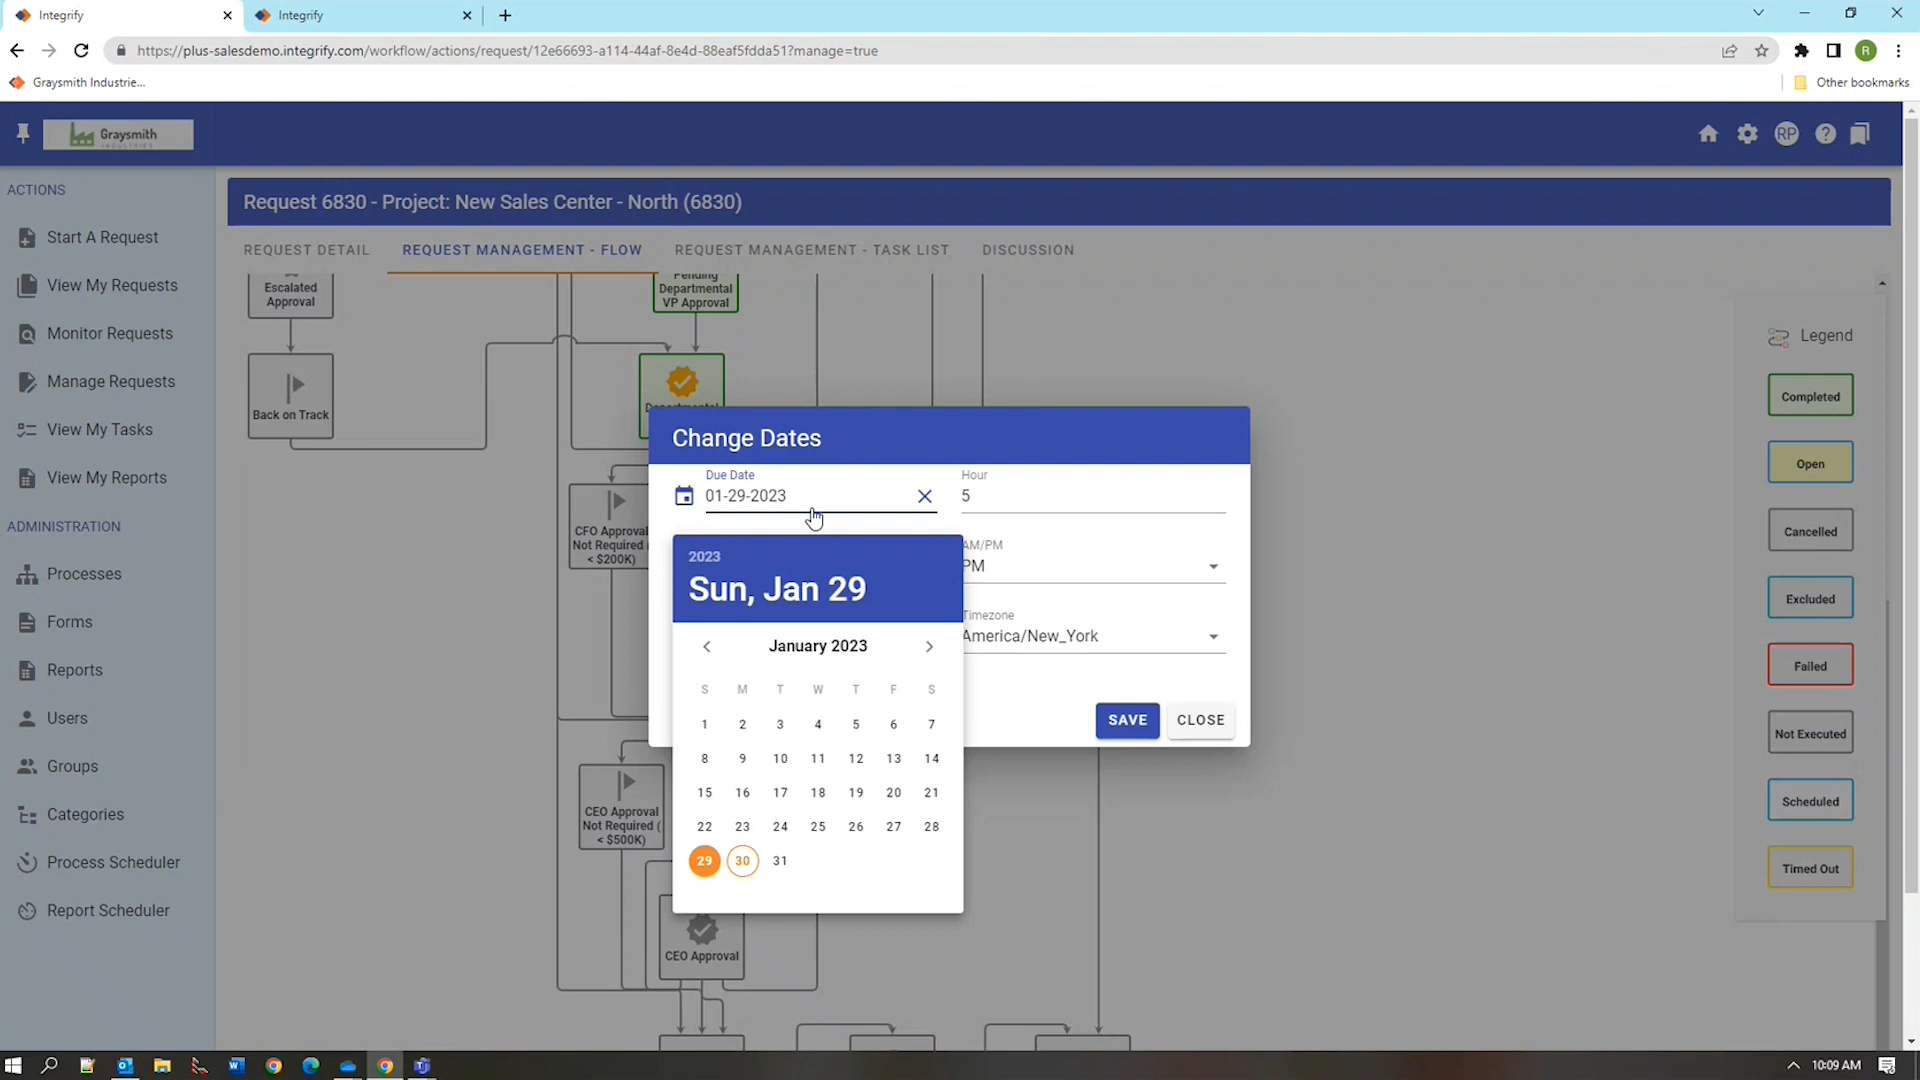 Integrify
Integrify
https://plus-salesdemo.integrify.com/workflow/actions/request/12e66693-a114-44af-8e4d-88eaf5fdda51?manage=true
R
Graysmith Industrie...
Other bookmarks
Graysmith
INDUSTRIES
RP
ACTIONS
Start A Request
View My Requests
Monitor Requests
Manage Requests
View My Tasks
View My Reports
ADMINISTRATION
Processes
Forms
Reports
Users
Groups
Categories
Process Scheduler
Report Scheduler
Request 6830 - Project: New Sales Center - North (6830)
REQUEST DETAIL
REQUEST MANAGEMENT - FLOW
REQUEST MANAGEMENT - TASK LIST
DISCUSSION
Escalated
Approval
Pending
Departmental
VP Approval
Back on Track
Departmental
CFO Approval
Not Required (
< $200K)
CEO Approval
Not Required (
< $500K)
CEO Approval
Change Dates
Due Date
01-29-2023
Hour
5
AM/PM
PM
Timezone
America/New_York
SAVE
CLOSE
2023
Sun, Jan 29
January 2023
S M T W T F S
1 2 3 4 5 6 7
8 9 10 11 12 13 14
15 16 17 18 19 20 21
22 23 24 25 26 27 28
29 30 31
Legend
Completed
Open
Cancelled
Excluded
Failed
Not Executed
Scheduled
Timed Out
10:09 AM